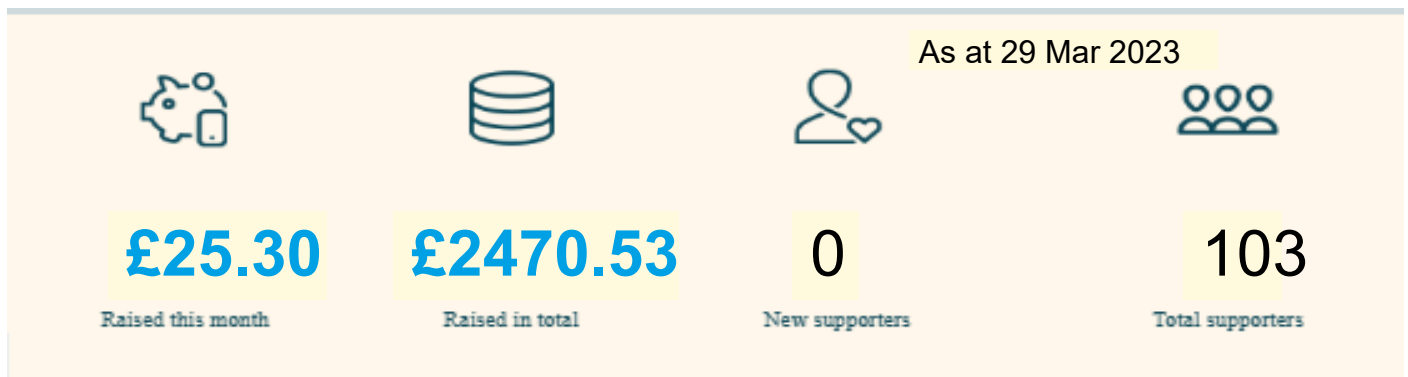 As at 29 Mar 2023
£25.30 £2470.53 0 103
Raised this month Raised in total New supporters Total supporters